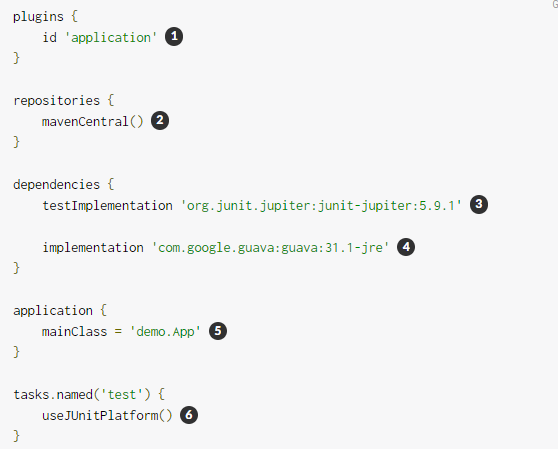 G
plugins {
    id 'application' 1
}
repositories {
    mavenCentral() 2
}
dependencies {
    testImplementation 'org.junit.jupiter:junit-jupiter:5.9.1' 3
    implementation 'com.google.guava:guava:31.1-jre' 4
}
application {
    mainClass = 'demo.App' 5
}
tasks.named('test') {
    useJUnitPlatform() 6
}